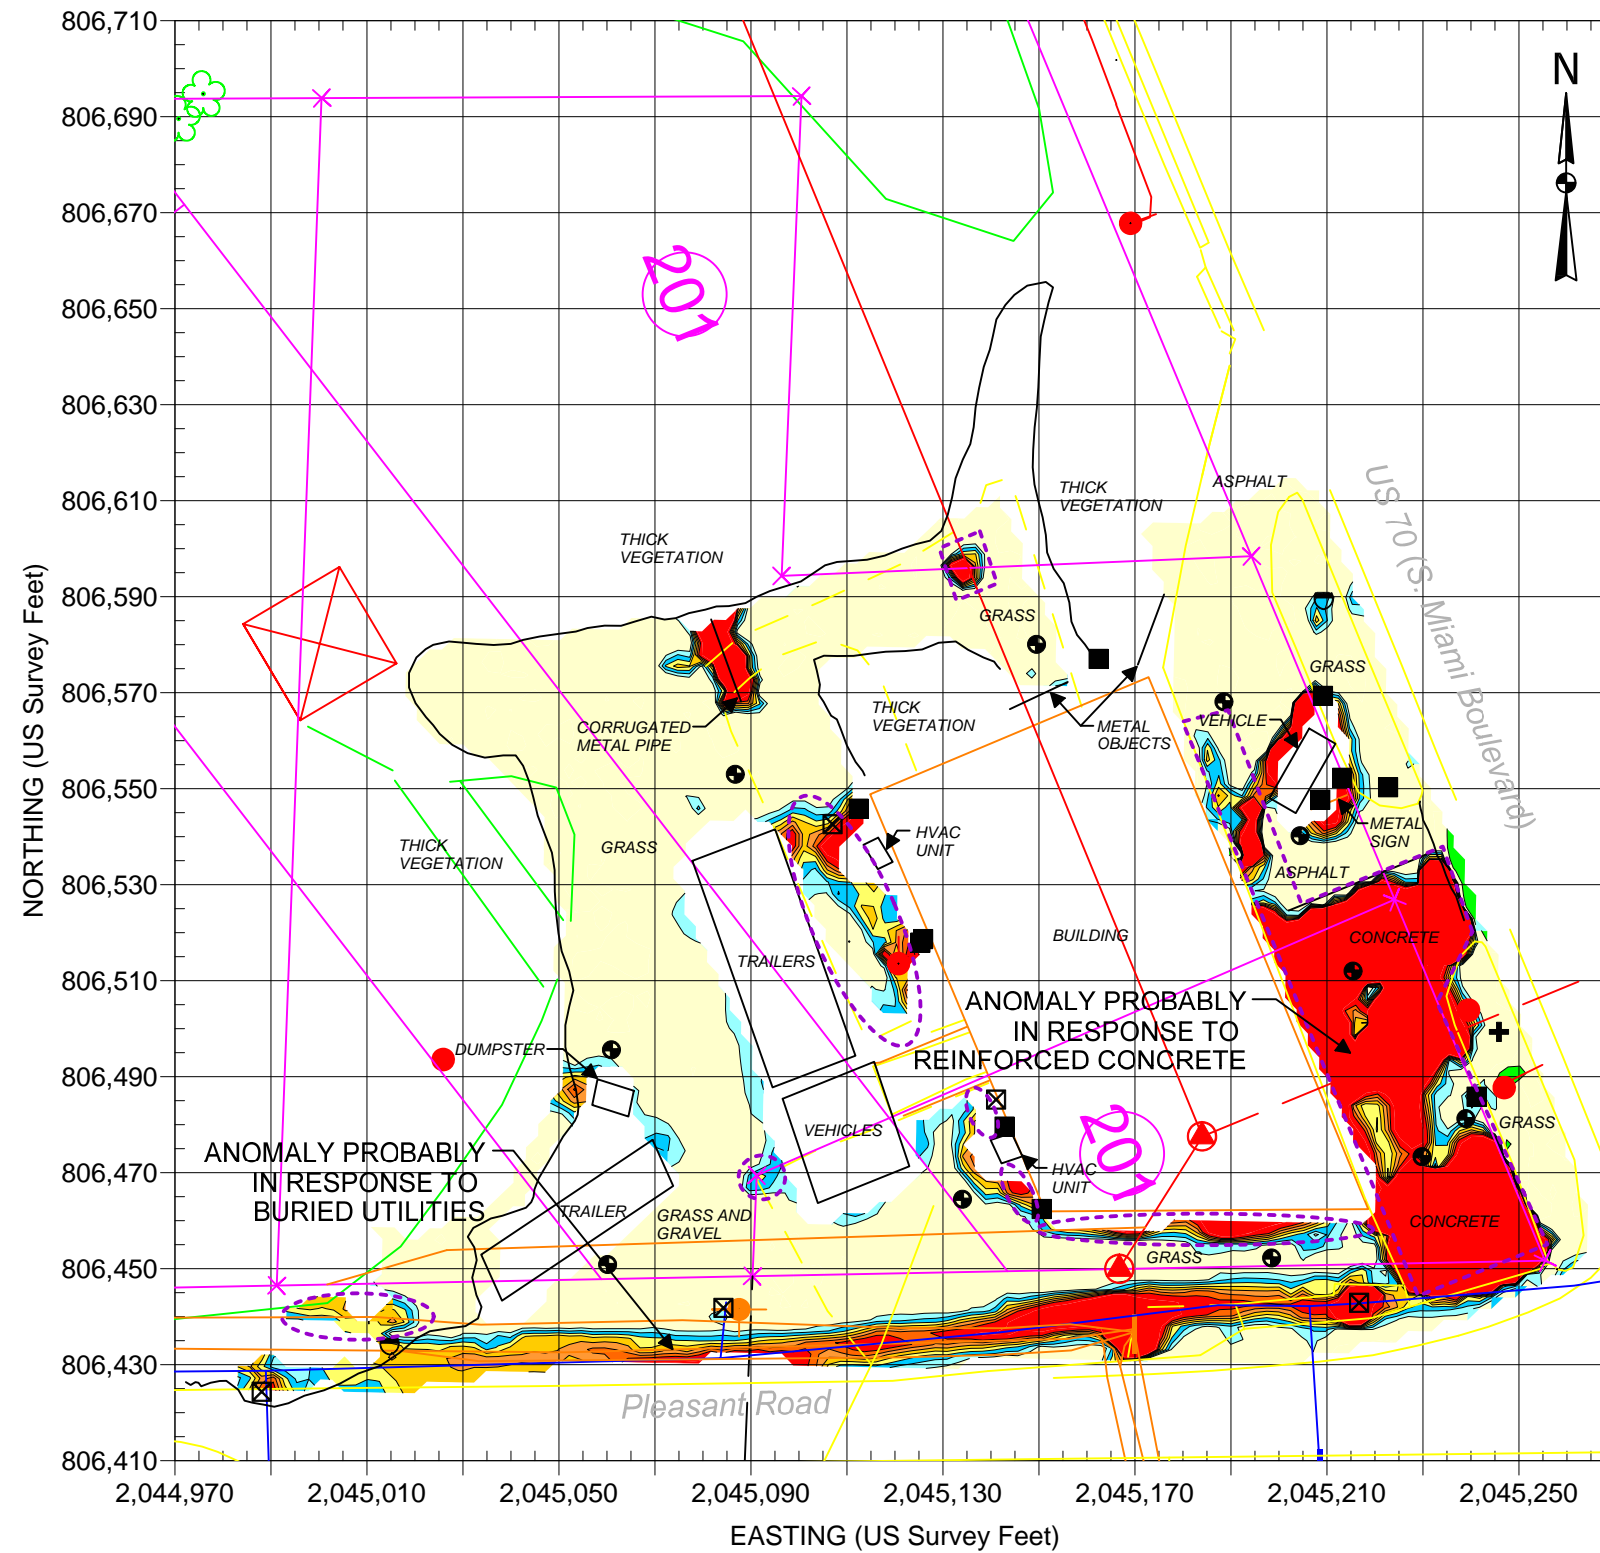 806,710
806,690
806,670
806,650
806,630
806,610
806,590
806,570
806,550
806,530
806,510
806,490
806,470
806,450
806,430
806,410
NORTHING (US Survey Feet)
2,044,970
2,045,010
2,045,050
2,045,090
2,045,130
2,045,170
2,045,210
2,045,250
EASTING (US Survey Feet)
N
201
THICK
VEGETATION
THICK
VEGETATION
ASPHALT
US 70 (S. Miami Boulevard)
GRASS
GRASS
CORRUGATED
METAL PIPE
THICK
VEGETATION
METAL
OBJECTS
VEHICLE
METAL
SIGN
HVAC
UNIT
THICK
VEGETATION
GRASS
ASPHALT
TRAILERS
BUILDING
CONCRETE
ANOMALY PROBABLY
IN RESPONSE TO
REINFORCED CONCRETE
DUMPSTER
VEHICLES
201
GRASS
ANOMALY PROBABLY
IN RESPONSE TO
BURIED UTILITIES
HVAC
UNIT
TRAILER
GRASS AND
GRAVEL
CONCRETE
GRASS
Pleasant Road